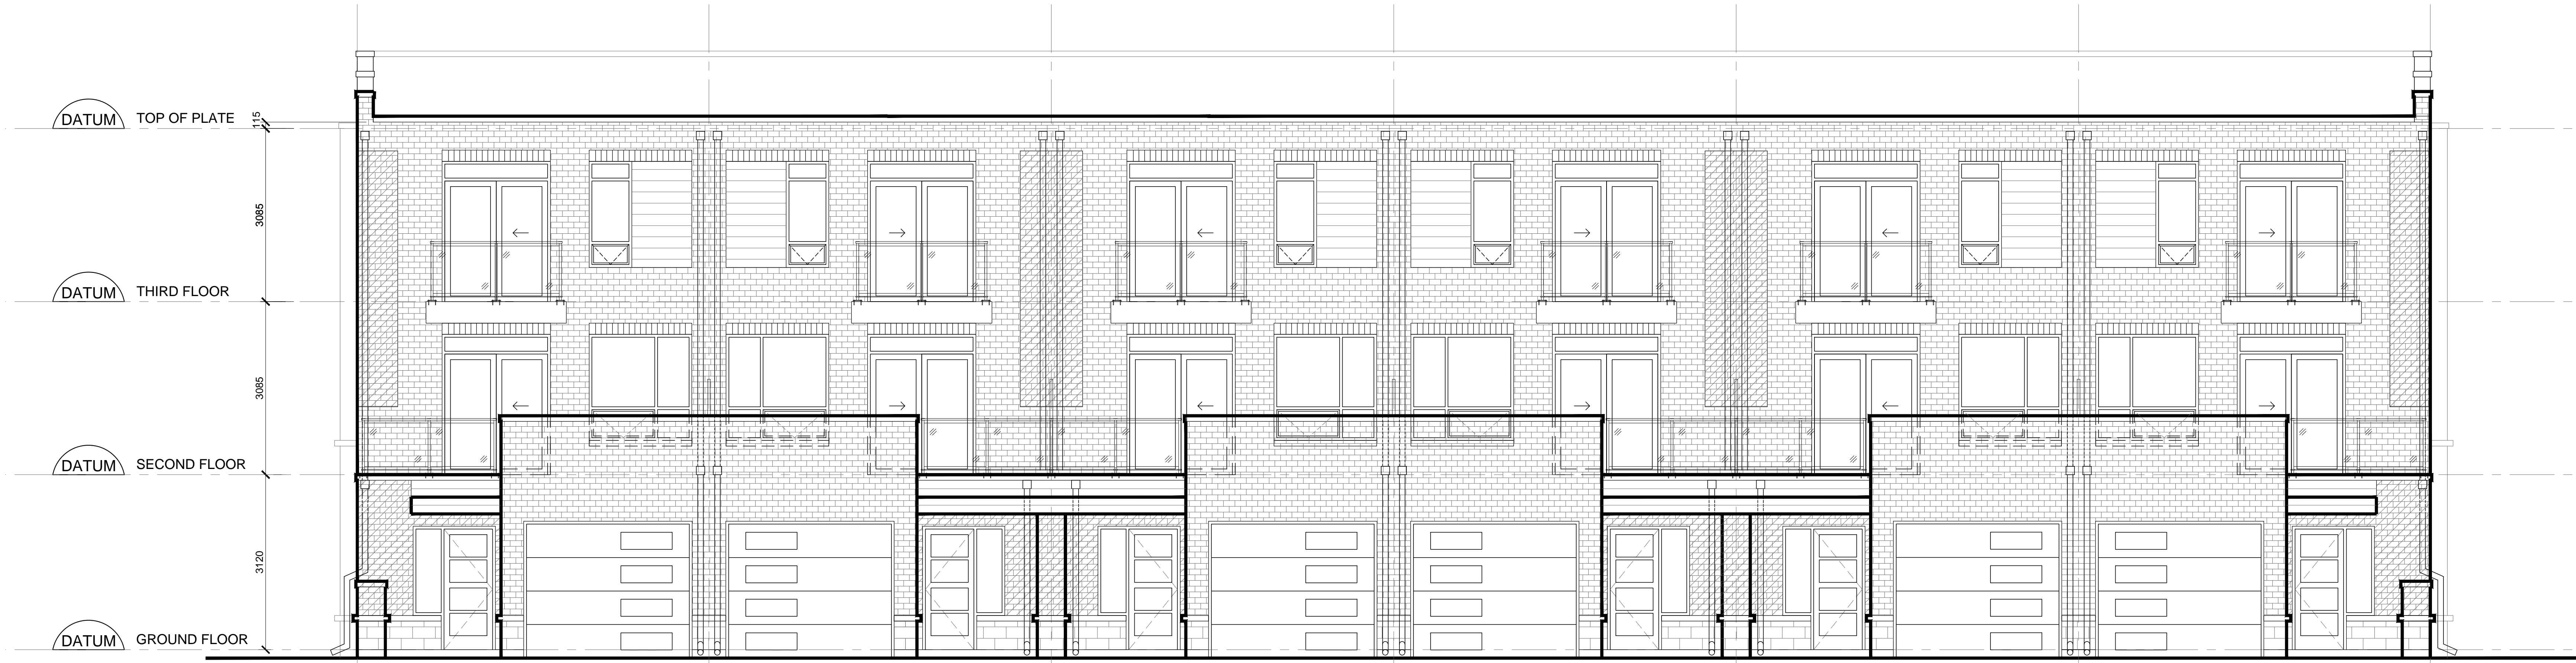 DATUM TOP OF PLATE
115
3085
DATUM THIRD FLOOR
3085
DATUM SECOND FLOOR
3120
DATUM GROUND FLOOR